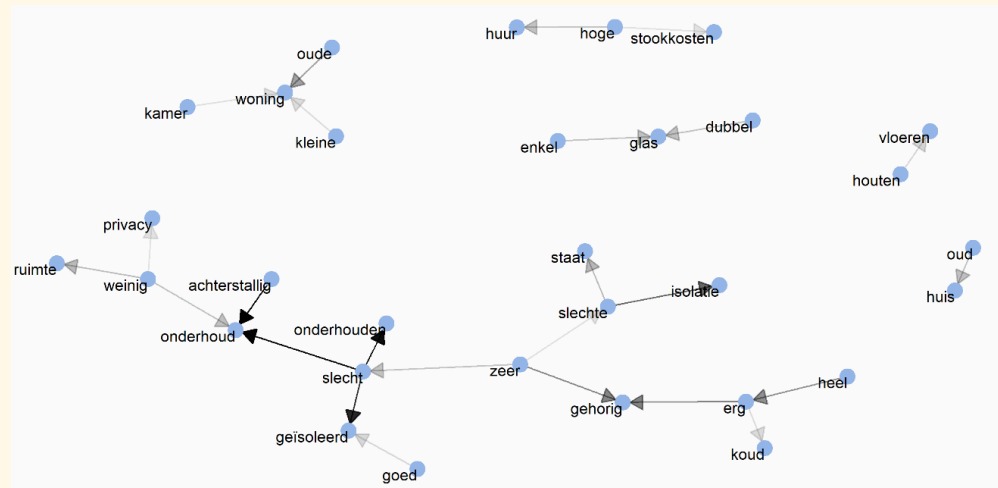 huur
hoge
stookkosten
oude
woning
kamer
kleine
enkel
glas
dubbel
vloeren
houten
privacy
ruimte
weinig
achterstallig
onderhoud
onderhouden
slecht
geïsoleerd
goed
staat
isolatie
slechte
zeer
gehorig
erg
heel
koud
oud
huis